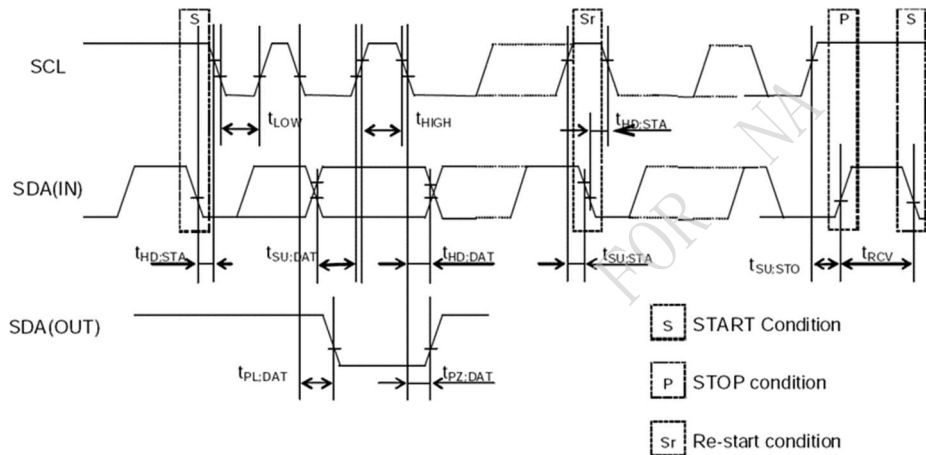 S Sr P S
SCL
tLOW tHIGH tHD;STA
SDA(IN)
tHD;STA tSU;DAT tHD;DAT tSU;STA tSU;STO tRCV
SDA(OUT)
tPL;DAT tPZ;DAT
S START Condition
P STOP condition
Sr Re-start condition
FOR NA